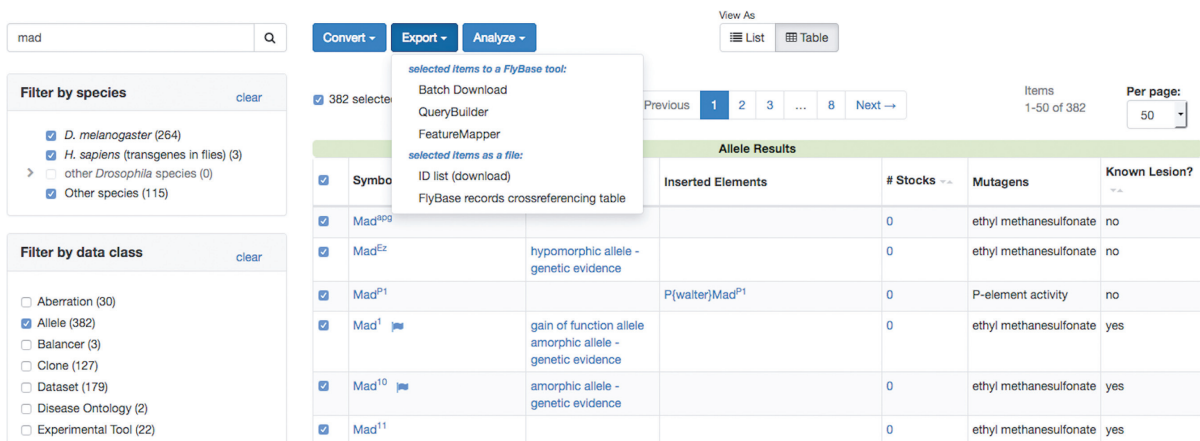 mad
Convert
Export
Analyze
View As
List
Table
selected items to a FlyBase tool:
Batch Download
QueryBuilder
FeatureMapper
selected items as a file:
ID list (download)
FlyBase records crossreferencing table
Filter by species
clear
D. melanogaster (264)
H. sapiens (transgenes in flies) (3)
other Drosophila species (0)
Other species (115)
Filter by data class
clear
Aberration (30)
Allele (382)
Balancer (3)
Clone (127)
Dataset (179)
Disease Ontology (2)
Experimental Tool (22)
382 selected
Previous 1 2 3 ... 8 Next →
Items
1-50 of 382
Per page:
50
Allele Results
Symbo Inserted Elements # Stocks Mutagens Known Lesion?
Mad^apg 0 ethyl methanesulfonate no
Mad^Ez hypomorphic allele - 0 ethyl methanesulfonate no
genetic evidence
Mad^P1 P{walter}Mad^P1 0 P-element activity no
Mad^1 gain of function allele 0 ethyl methanesulfonate yes
amorphic allele -
genetic evidence
Mad^10 amorphic allele - 0 ethyl methanesulfonate yes
genetic evidence
Mad^11 0 ethyl methanesulfonate yes